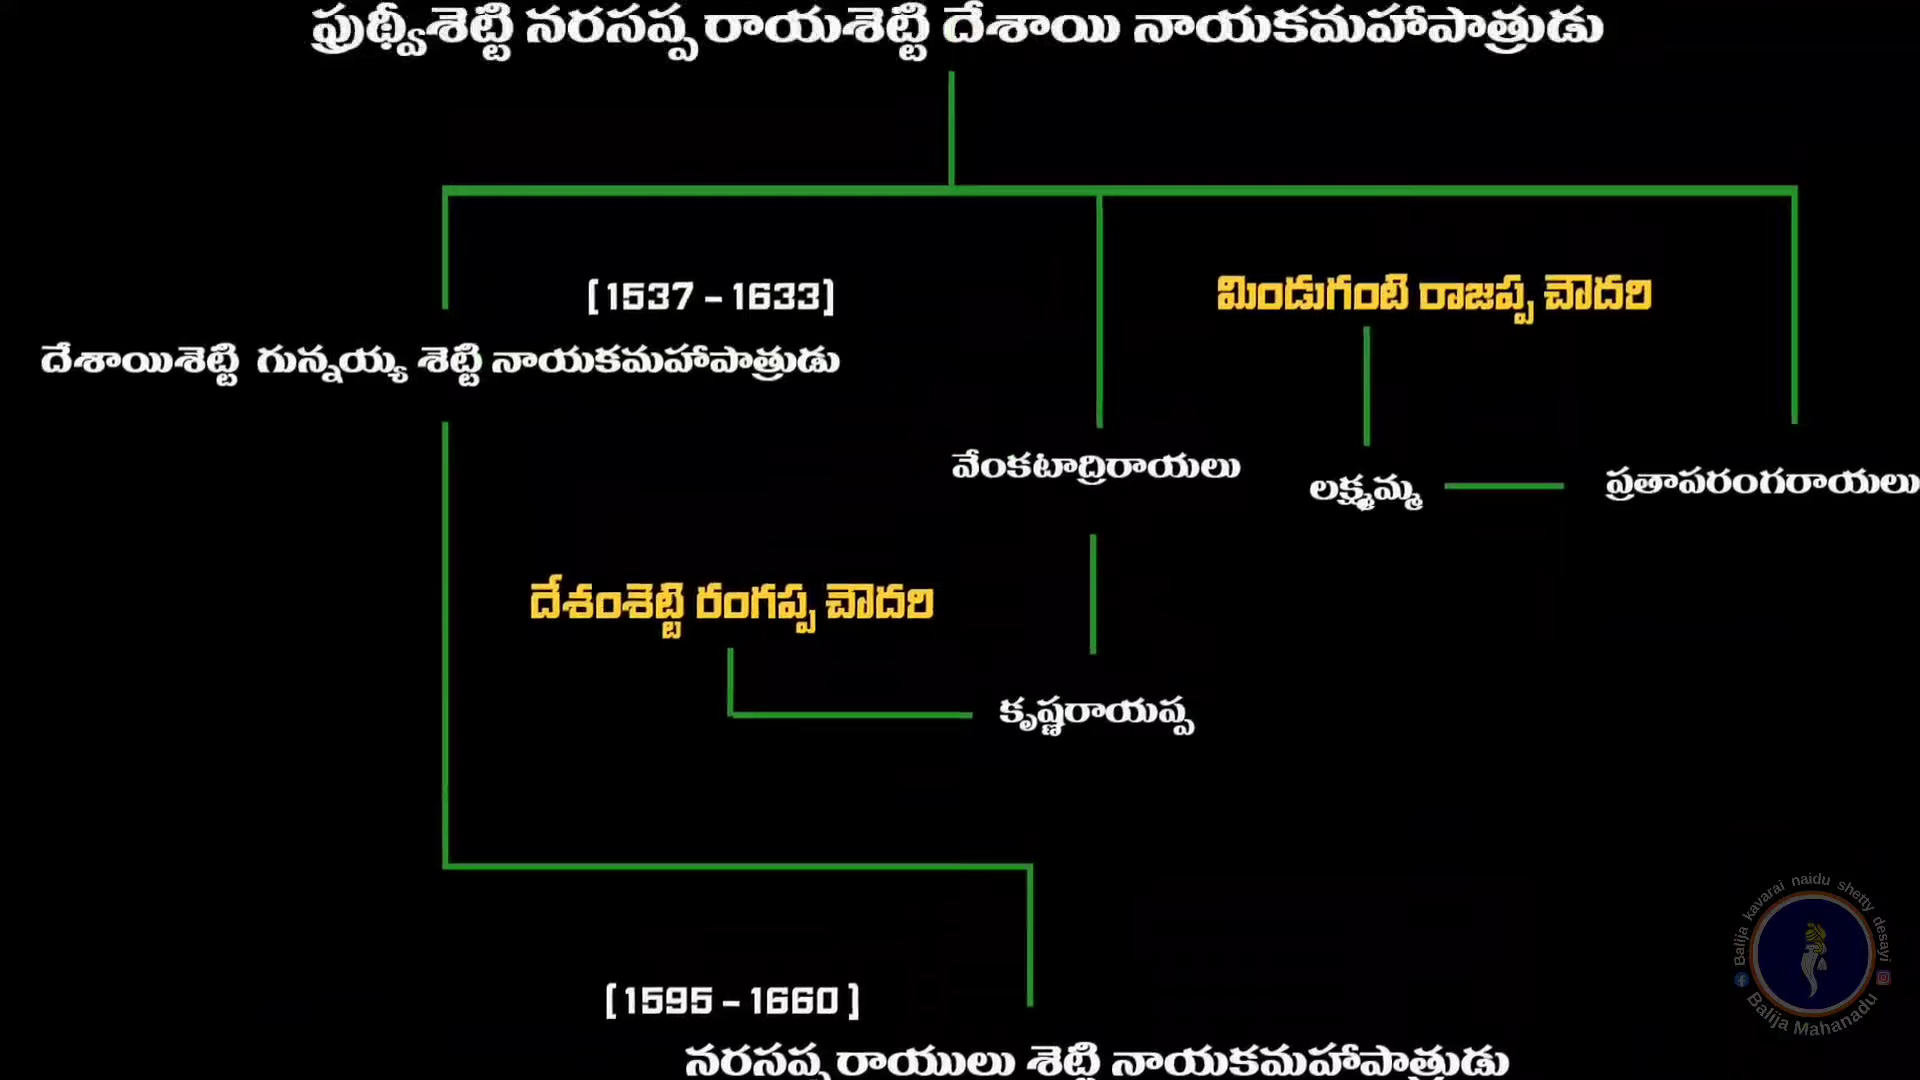 ఫ్రుథ్వీశెట్టి నరసప్ప రాయశెట్టి దేశాయి నాయకమహాపాత్రుడు
[1537 – 1633]
మిండుగంటి రాజప్ప చౌదరి
దేశాయిశెట్టి గున్నయ్య శెట్టి నాయకమహాపాత్రుడు
వేంకటాద్రిరాయలు
లక్ష్మమ్మ
ప్రతాపరంగరాయలు
దేశంశెట్టి రంగప్ప చౌదరి
కృష్ణరాయప్ప
[1595 – 1660]
నరసప్ప రాయులు శెట్టి నాయకమహాపాత్రుడు
Balija kavarai naidu shetty desayi
Balija Mahanadu